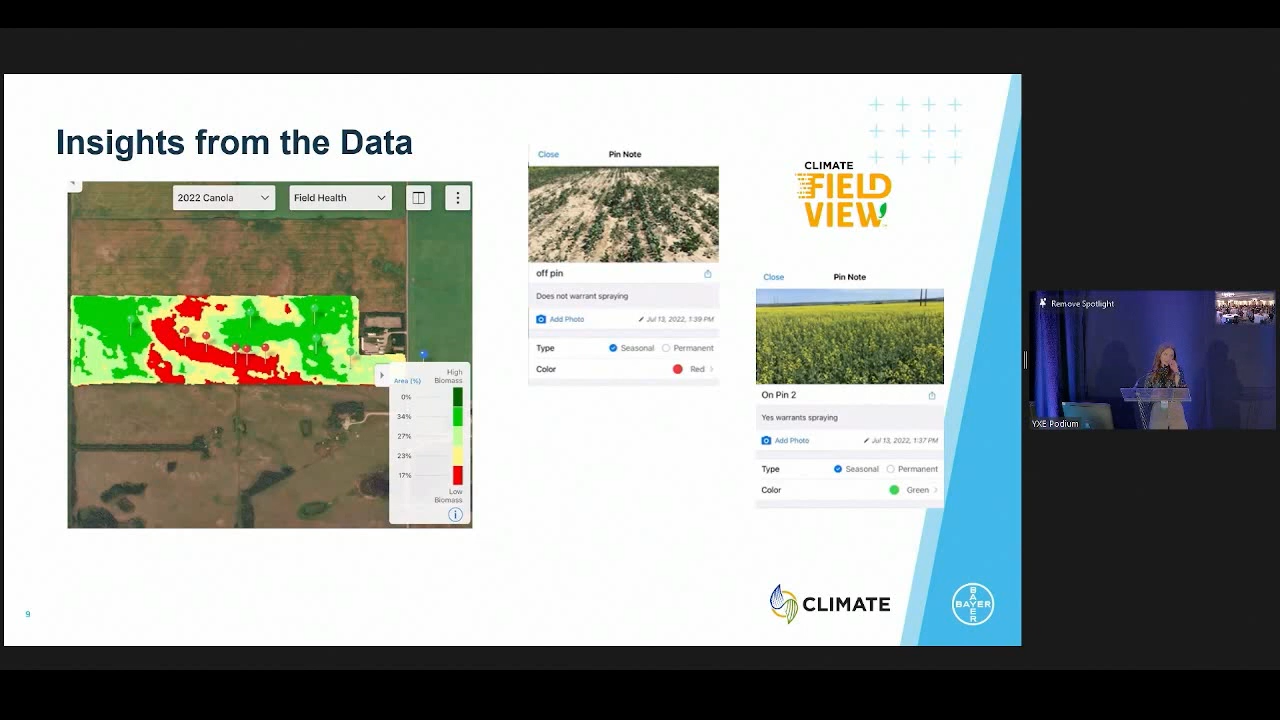 Insights from the Data
2022 Canola
Field Health
Area (%)
High
Biomass
0%
34%
27%
23%
17%
Low
Biomass
i
Close
Pin Note
off pin
Does not warrant spraying
Add Photo
Jul 13, 2022, 1:39 PM
Type
Seasonal
Permanent
Color
Red
CLIMATE
FIELD
VIEW
Close
Pin Note
On Pin 2
Yes warrants spraying
Add Photo
Jul 13, 2022, 1:37 PM
Type
Seasonal
Permanent
Color
Green
9
CLIMATE
BAYER
BAYER
Remove Spotlight
YXE Podium